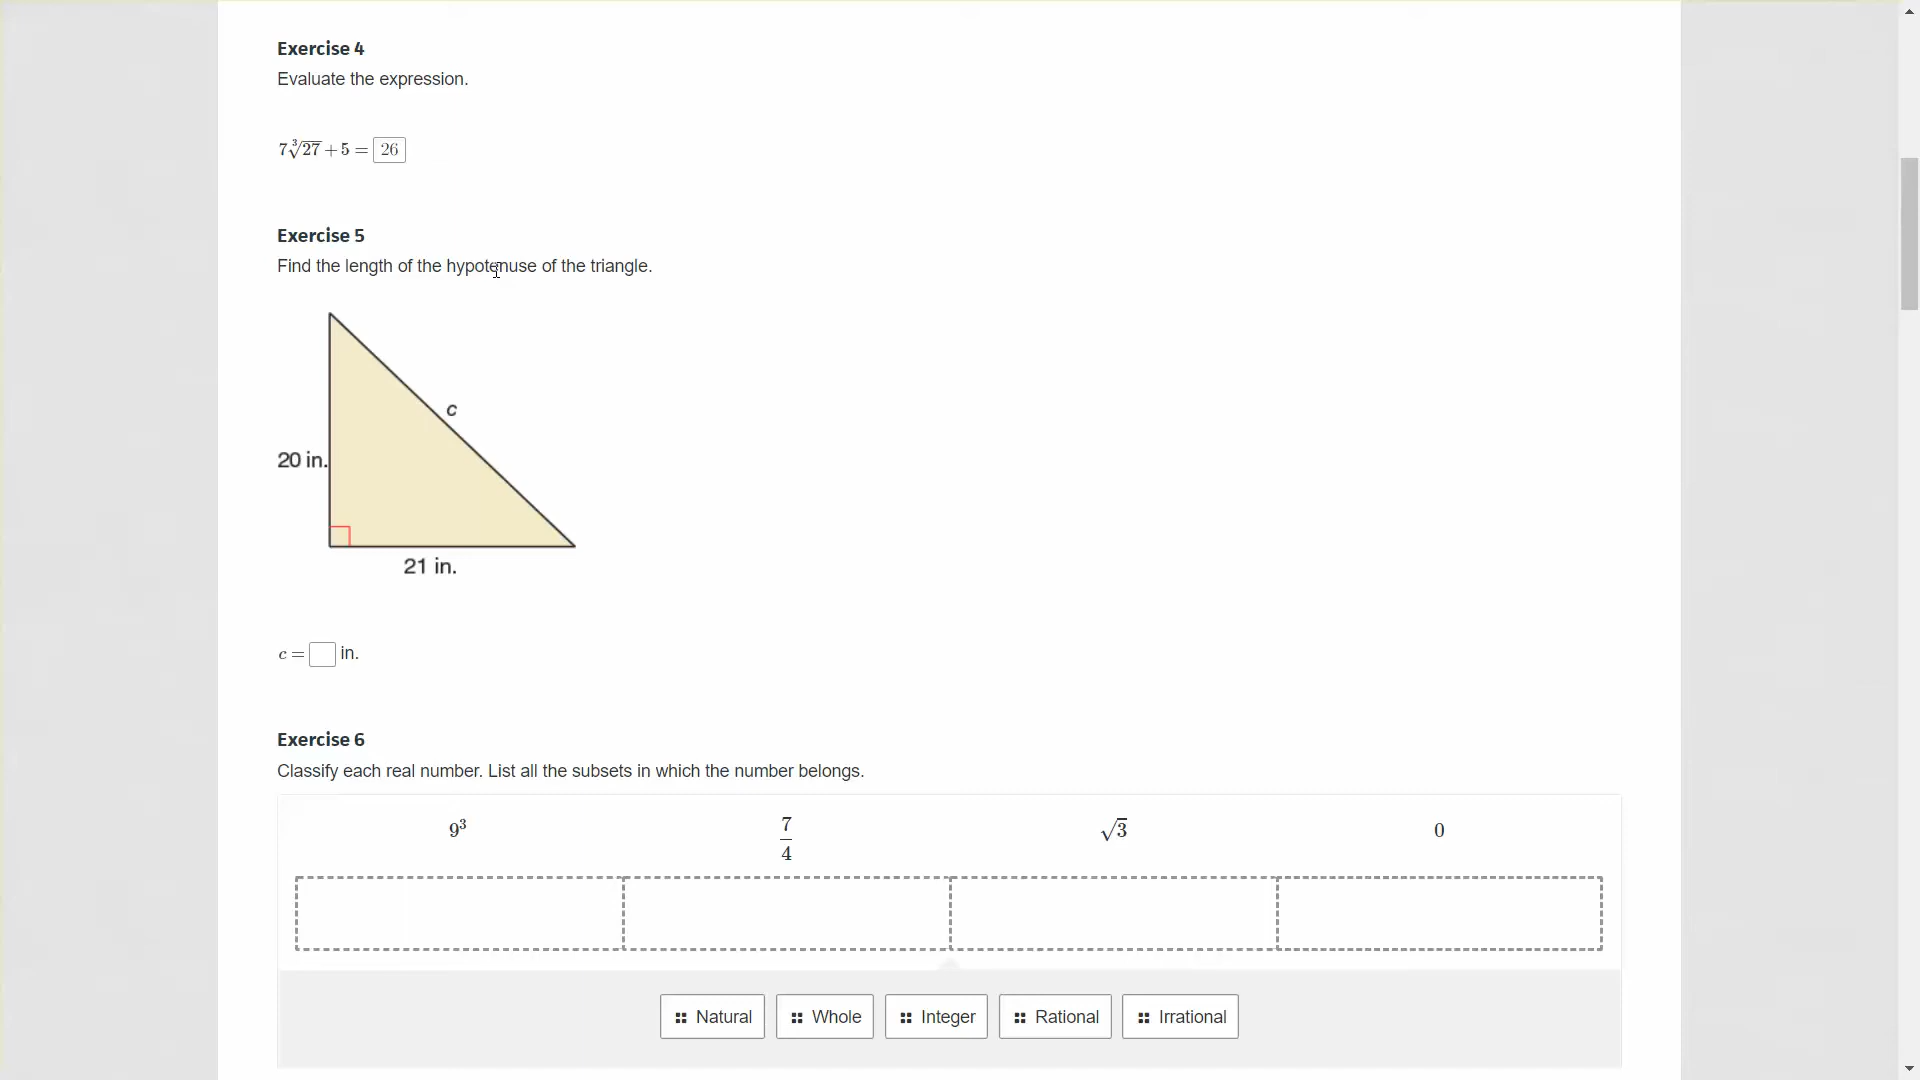 Exercise 4
Evaluate the expression.
7∛27 + 5 = 26
Exercise 5
Find the length of the hypotenuse of the triangle.
c
20 in.
21 in.
c = in.
Exercise 6
Classify each real number. List all the subsets in which the number belongs.
9³ 7/4 √3 0
Natural Whole Integer Rational Irrational